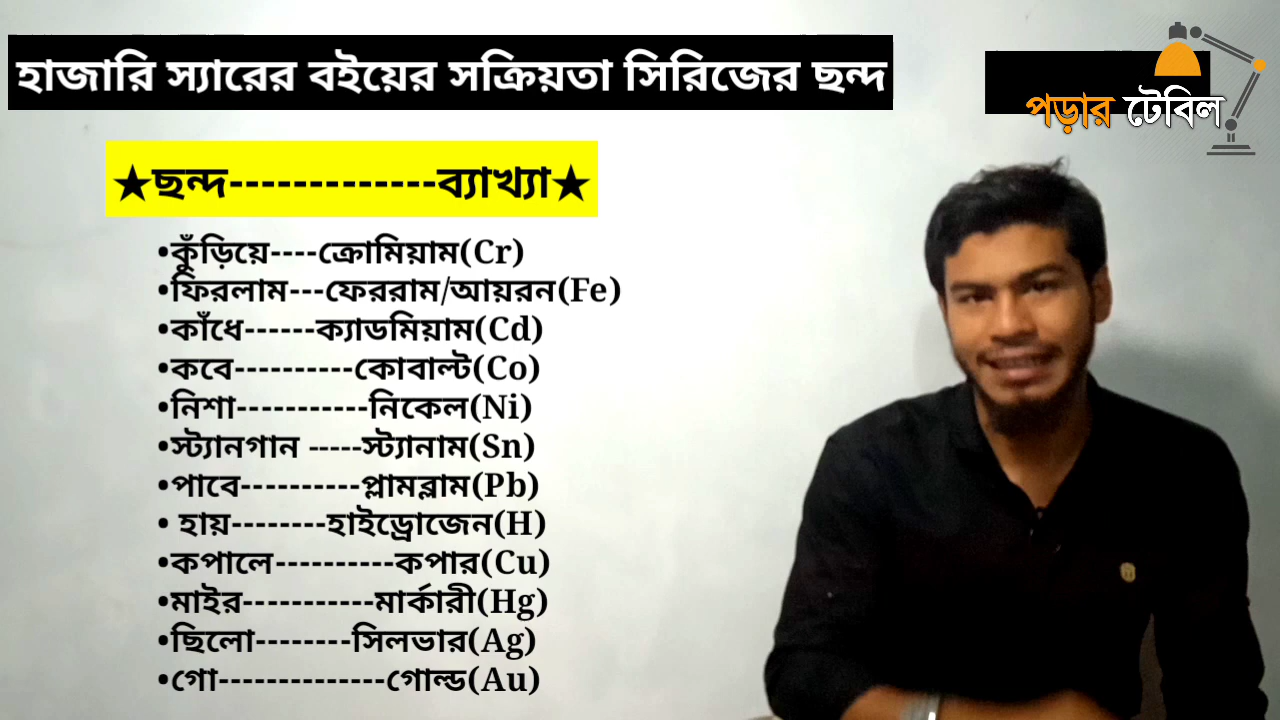 হাজারি স্যারের বইয়ের সক্রিয়তা সিরিজের ছন্দ
পড়ার টেবিল
★ছন্দ-------------ব্যাখ্যা★
•কুঁড়িয়ে----ক্রোমিয়াম(Cr)
•ফিরলাম---ফেররাম/আয়রন(Fe)
•কাঁধে------ক্যাডমিয়াম(Cd)
•কবে----------কোবাল্ট(Co)
•নিশা-----------নিকেল(Ni)
•স্ট্যানগান -----স্ট্যানাম(Sn)
•পাবে----------প্লামব্লাম(Pb)
• হায়--------হাইড্রোজেন(H)
•কপালে----------কপার(Cu)
•মাইর-----------মার্কারী(Hg)
•ছিলো--------সিলভার(Ag)
•গো--------------গোল্ড(Au)